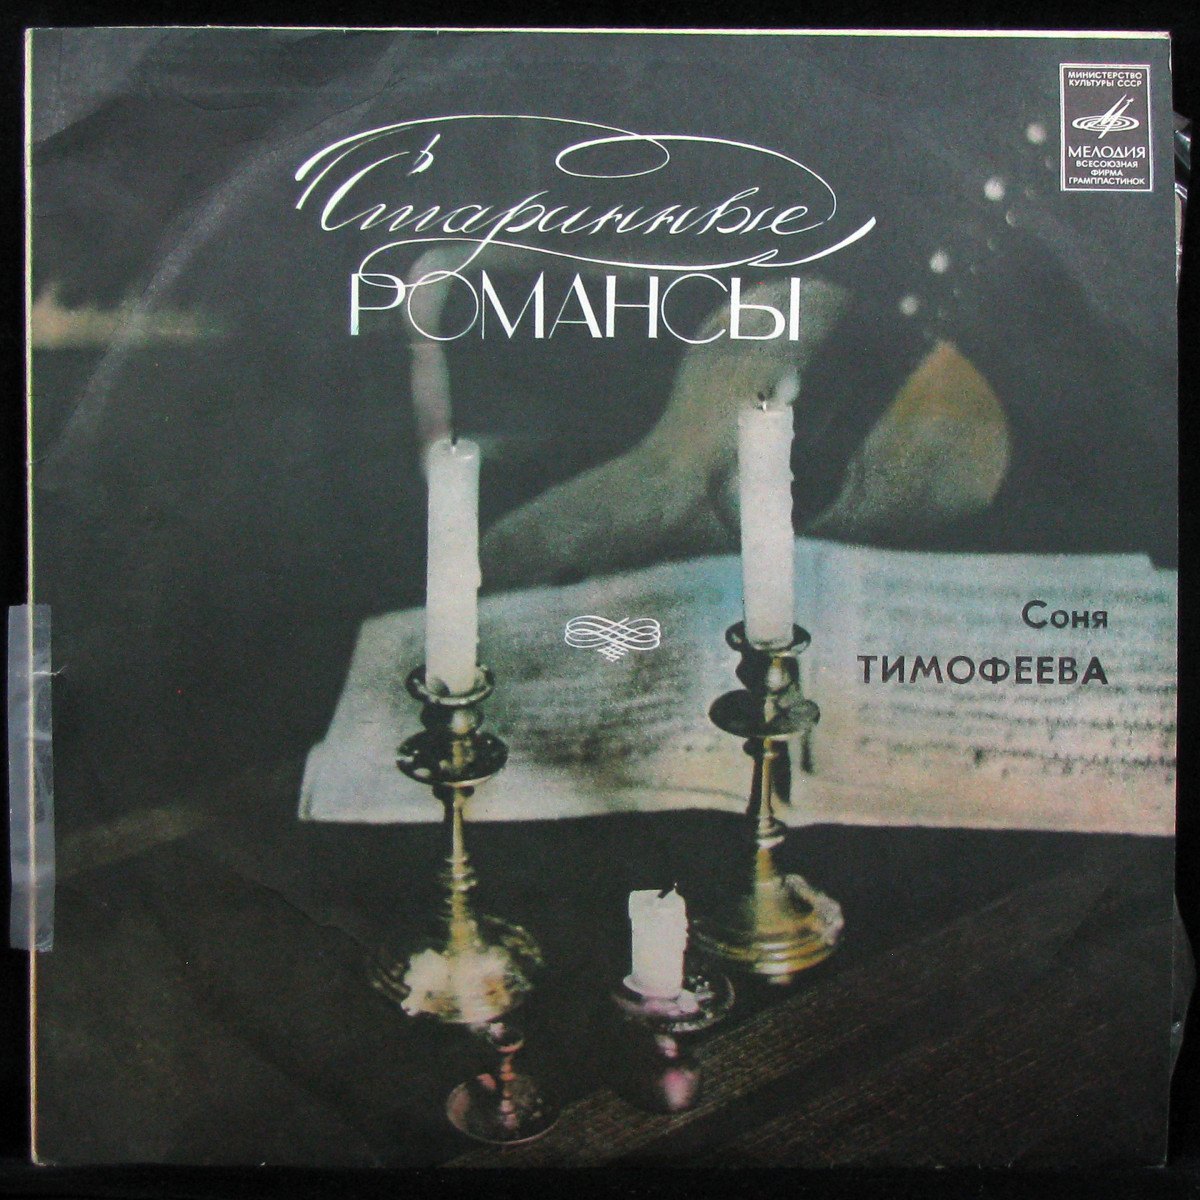 МИНИСТЕРСТВО
КУЛЬТУРЫ СССР
МЕЛОДИЯ
ВСЕСОЮЗНАЯ
ФИРМА
ГРАМПЛАСТИНОК
Старинные
РОМАНСЫ
Соня
ТИМОФЕЕВА